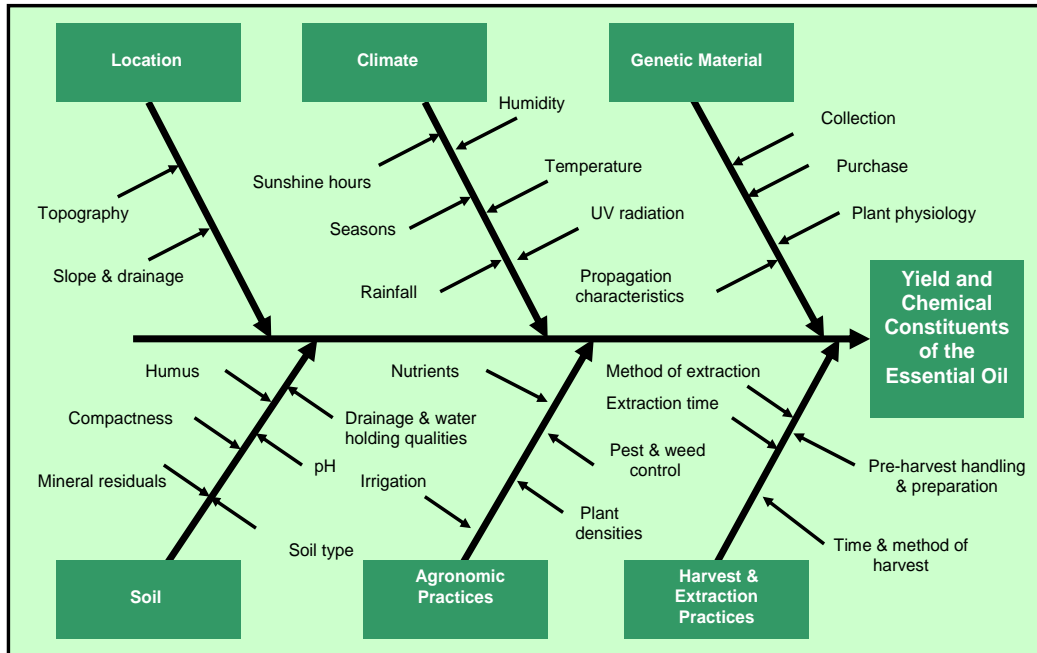 Location
Climate
Genetic Material
Humidity
Collection
Sunshine hours
Temperature
Purchase
Topography
Seasons
UV radiation
Plant physiology
Slope & drainage
Rainfall
Propagation
characteristics
Yield and
Chemical
Constituents
of the
Essential Oil
Humus
Nutrients
Method of extraction
Compactness
Drainage & water
holding qualities
Extraction time
Mineral residuals
pH
Irrigation
Pest & weed
control
Pre-harvest handling
& preparation
Soil type
Plant
densities
Time & method of
harvest
Soil
Agronomic
Practices
Harvest &
Extraction
Practices